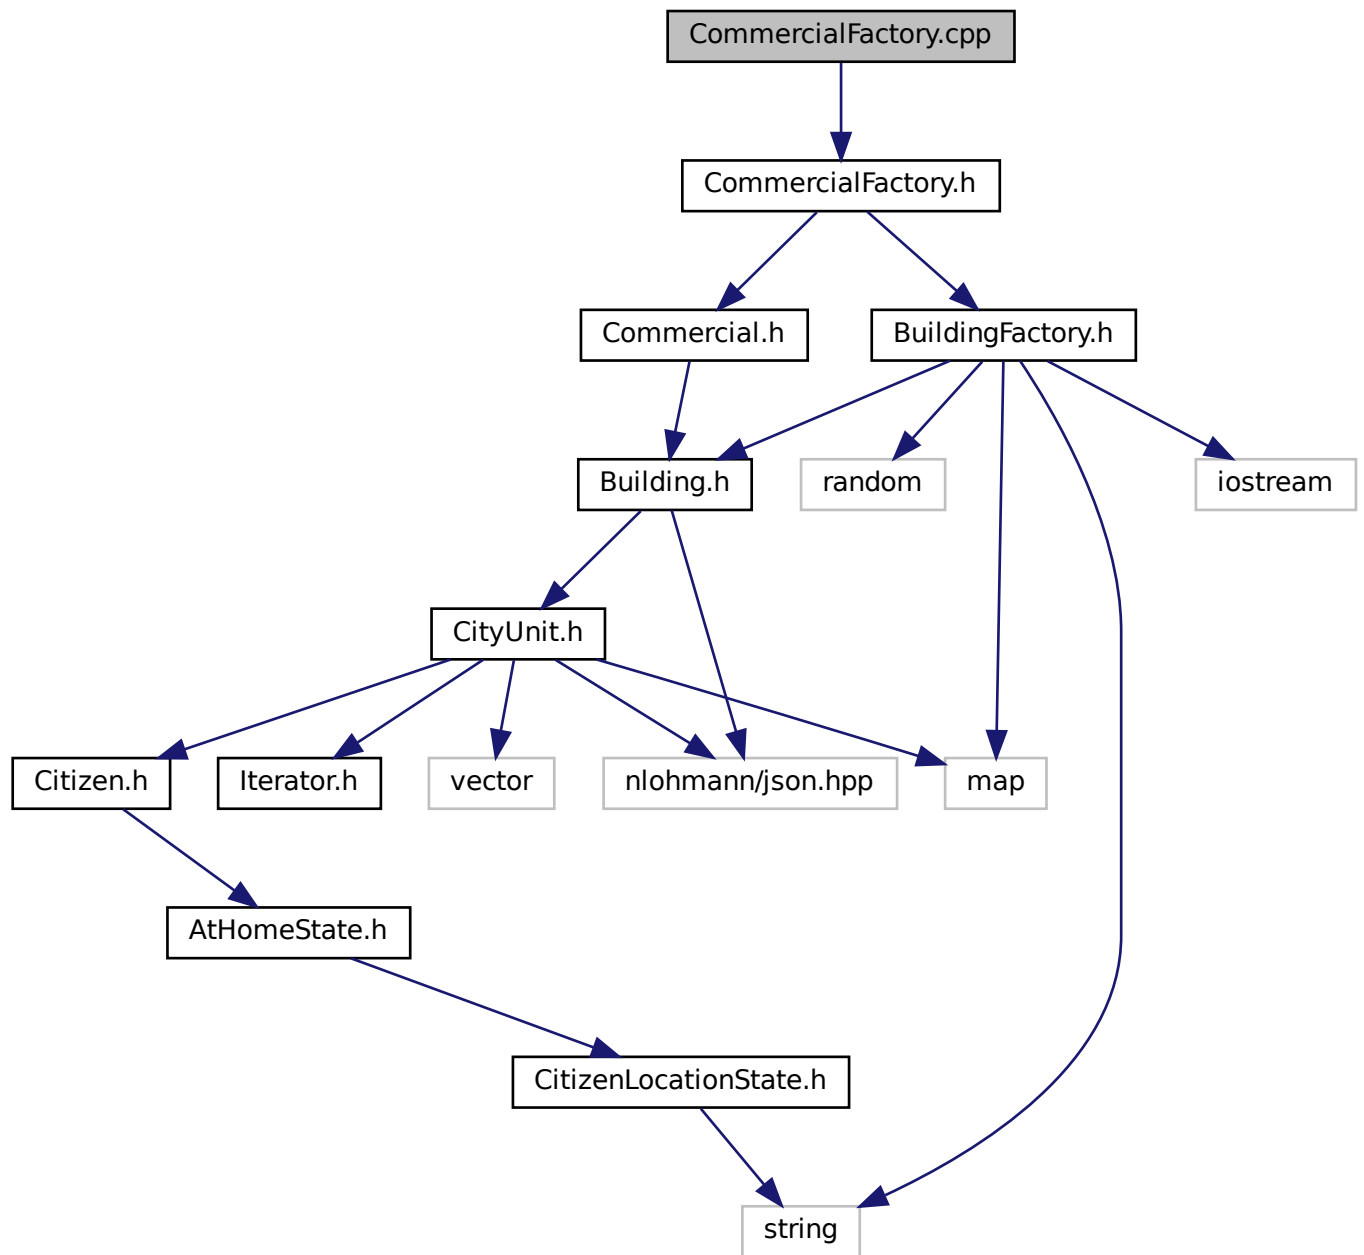 CommercialFactory.cpp
CommercialFactory.h
Commercial.h
BuildingFactory.h
Building.h
random
iostream
CityUnit.h
Citizen.h
Iterator.h
vector
nlohmann/json.hpp
map
AtHomeState.h
CitizenLocationState.h
string